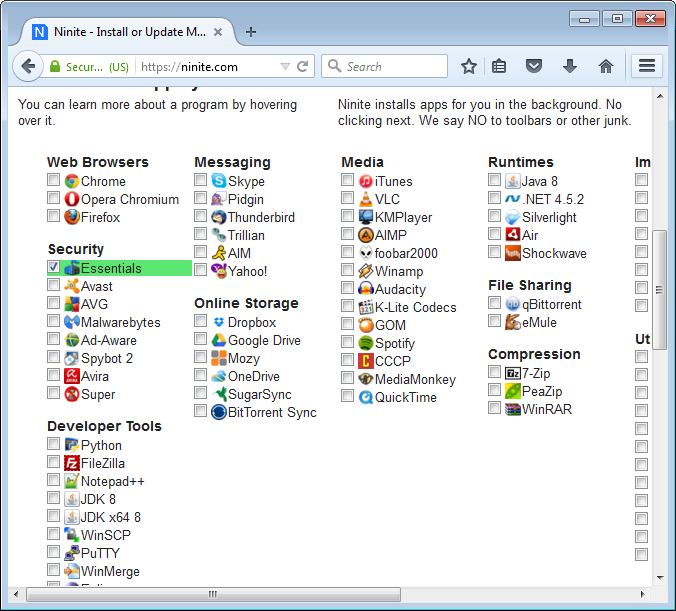 Ninite - Install or Update M...
Secur... (US)
https://ninite.com
Search
You can learn more about a program by hovering
over it.
Ninite installs apps for you in the background. No
clicking next. We say NO to toolbars or other junk.
Web Browsers
Chrome
Opera Chromium
Firefox
Security
Essentials
Avast
AVG
Malwarebytes
Ad-Aware
Spybot 2
Avira
Super
Developer Tools
Python
FileZilla
Notepad++
JDK 8
JDK x64 8
WinSCP
PuTTY
WinMerge
Messaging
Skype
Pidgin
Thunderbird
Trillian
AIM
Yahoo!
Online Storage
Dropbox
Google Drive
Mozy
OneDrive
SugarSync
BitTorrent Sync
Media
iTunes
VLC
KMPlayer
AIMP
foobar2000
Winamp
Audacity
K-Lite Codecs
GOM
Spotify
CCCP
MediaMonkey
QuickTime
Runtimes
Java 8
.NET 4.5.2
Silverlight
Air
Shockwave
File Sharing
qBittorrent
eMule
Compression
7-Zip
PeaZip
WinRAR
Im
Ut